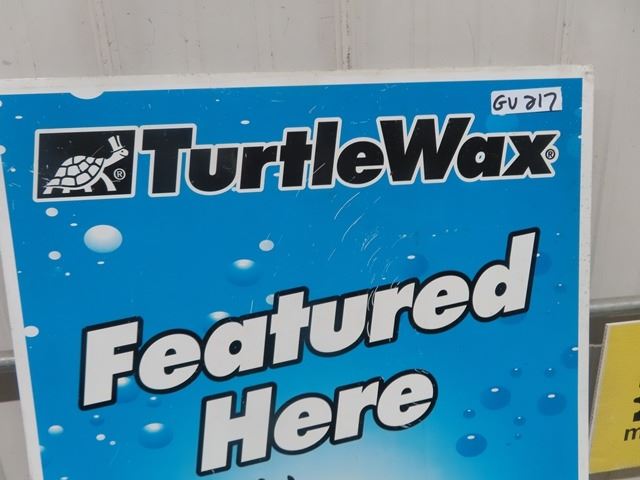 GU 217
TurtleWax®
Featured
Here
m